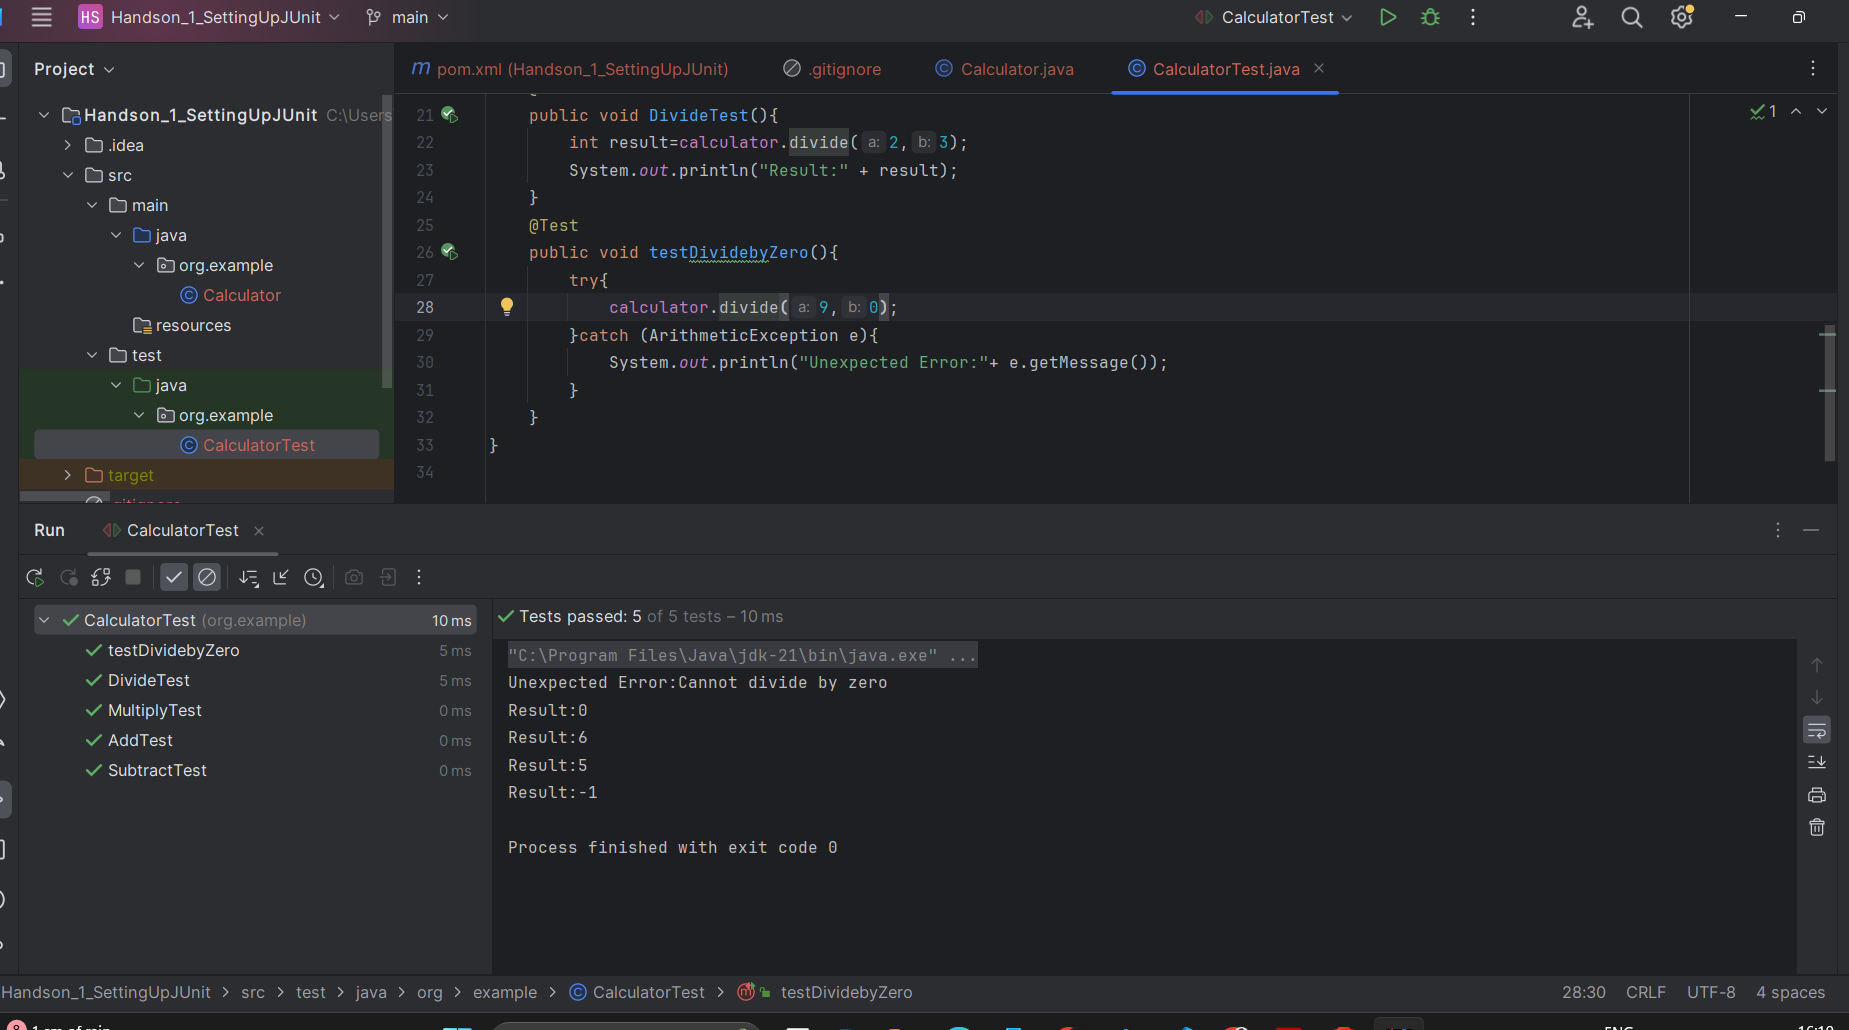 HS Handson_1_SettingUpJUnit main CalculatorTest
Project
pom.xml (Handson_1_SettingUpJUnit) .gitignore Calculator.java CalculatorTest.java
Handson_1_SettingUpJUnit C:\Users
.idea
src
main
java
org.example
Calculator
resources
test
java
org.example
CalculatorTest
target
.gitignore
1
21 public void DivideTest(){
22 int result=calculator.divide( a: 2, b: 3);
23 System.out.println("Result:" + result);
24 }
25 @Test
26 public void testDividebyZero(){
27 try{
28 calculator.divide( a: 9, b: 0);
29 }catch (ArithmeticException e){
30 System.out.println("Unexpected Error:"+ e.getMessage());
31 }
32 }
33 }
34
Run CalculatorTest
CalculatorTest (org.example) 10 ms
testDividebyZero 5 ms
DivideTest 5 ms
MultiplyTest 0 ms
AddTest 0 ms
SubtractTest 0 ms
Tests passed: 5 of 5 tests – 10 ms
"C:\Program Files\Java\jdk-21\bin\java.exe" ...
Unexpected Error:Cannot divide by zero
Result:0
Result:6
Result:5
Result:-1
Process finished with exit code 0
Handson_1_SettingUpJUnit > src > test > java > org > example > CalculatorTest > testDividebyZero 28:30 CRLF UTF-8 4 spaces